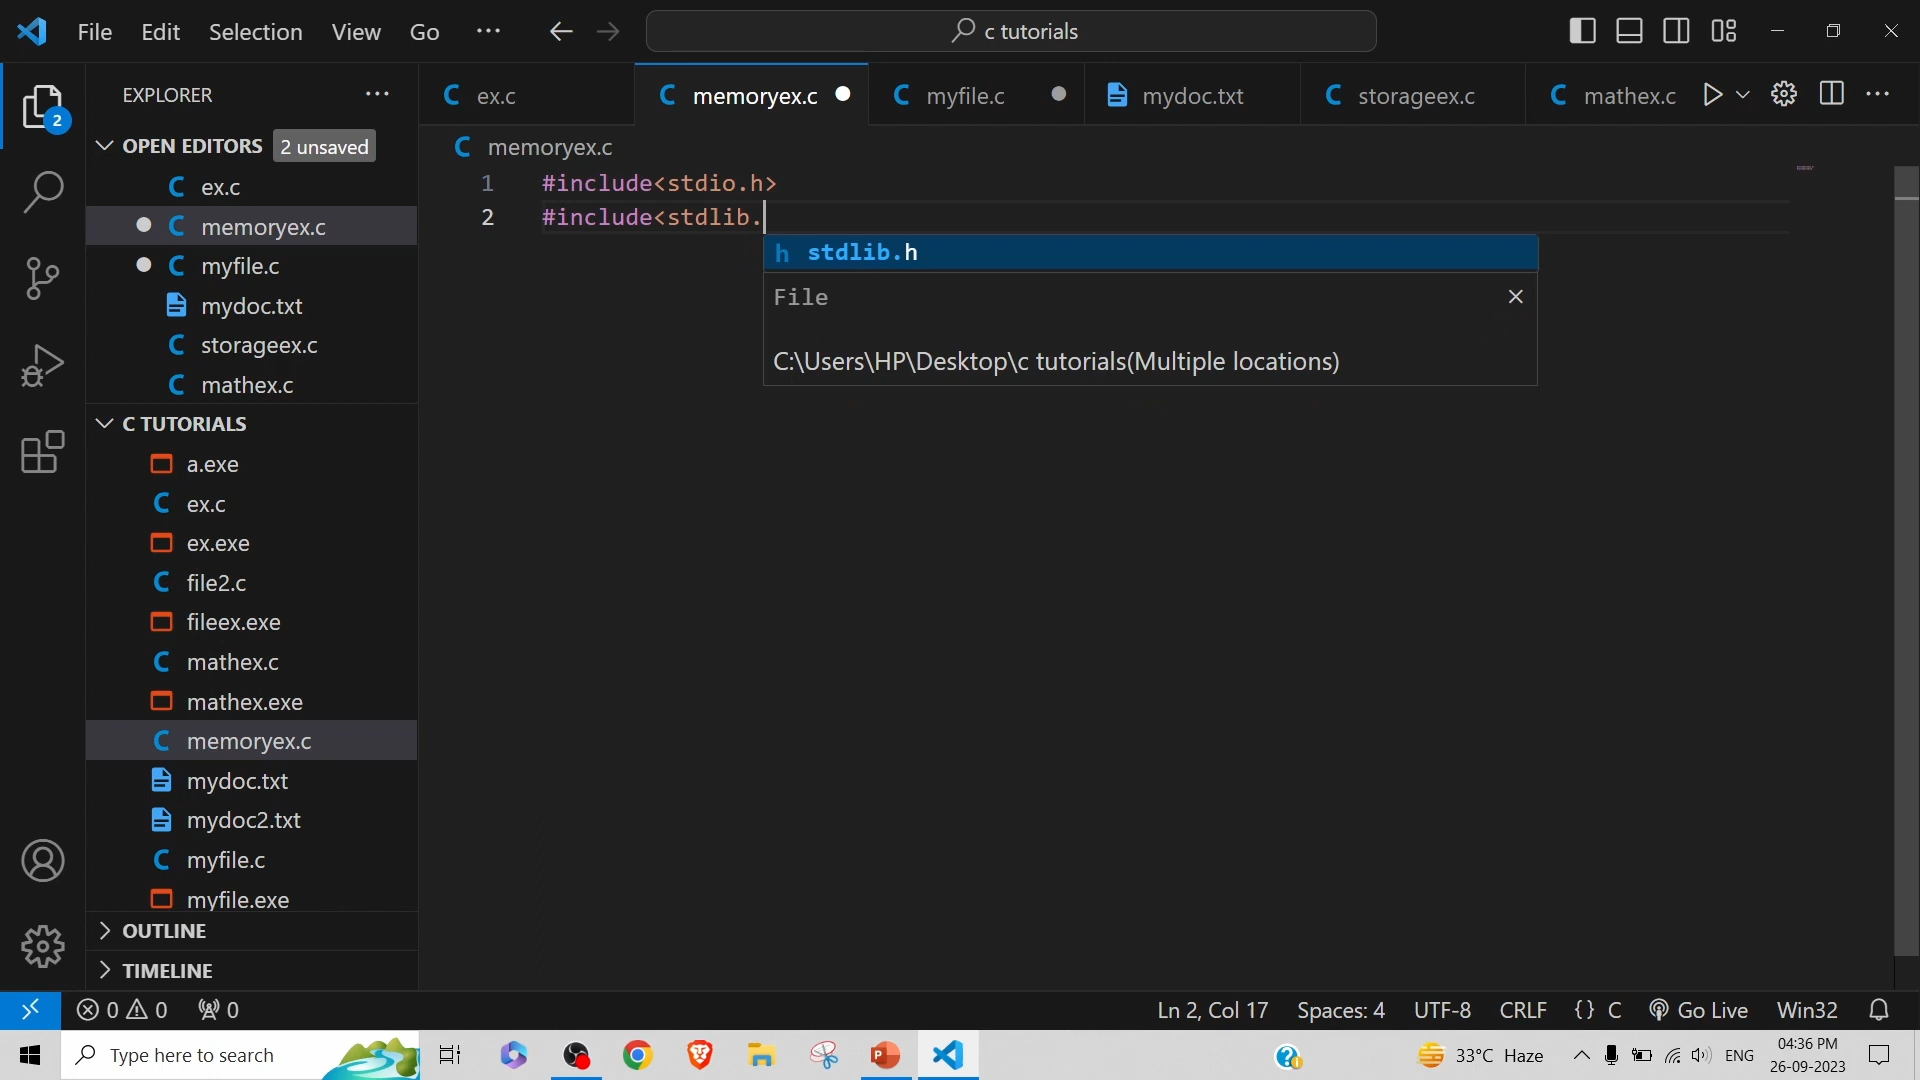 File Edit Selection View Go ···
c tutorials
2
EXPLORER ···
OPEN EDITORS 2 unsaved
ex.c
memoryex.c
myfile.c
mydoc.txt
storageex.c
mathex.c
C TUTORIALS
a.exe
ex.c
ex.exe
file2.c
fileex.exe
mathex.c
mathex.exe
memoryex.c
mydoc.txt
mydoc2.txt
myfile.c
myfile.exe
OUTLINE
TIMELINE
C ex.c C memoryex.c C myfile.c mydoc.txt C storageex.c C mathex.c
C memoryex.c
1 #include<stdio.h>
2 #include<stdlib.
h stdlib.h
File
C:\Users\HP\Desktop\c tutorials(Multiple locations)
0 0 0 Ln 2, Col 17 Spaces: 4 UTF-8 CRLF {} C Go Live Win32
Type here to search 33°C Haze ENG
04:36 PM
26-09-2023